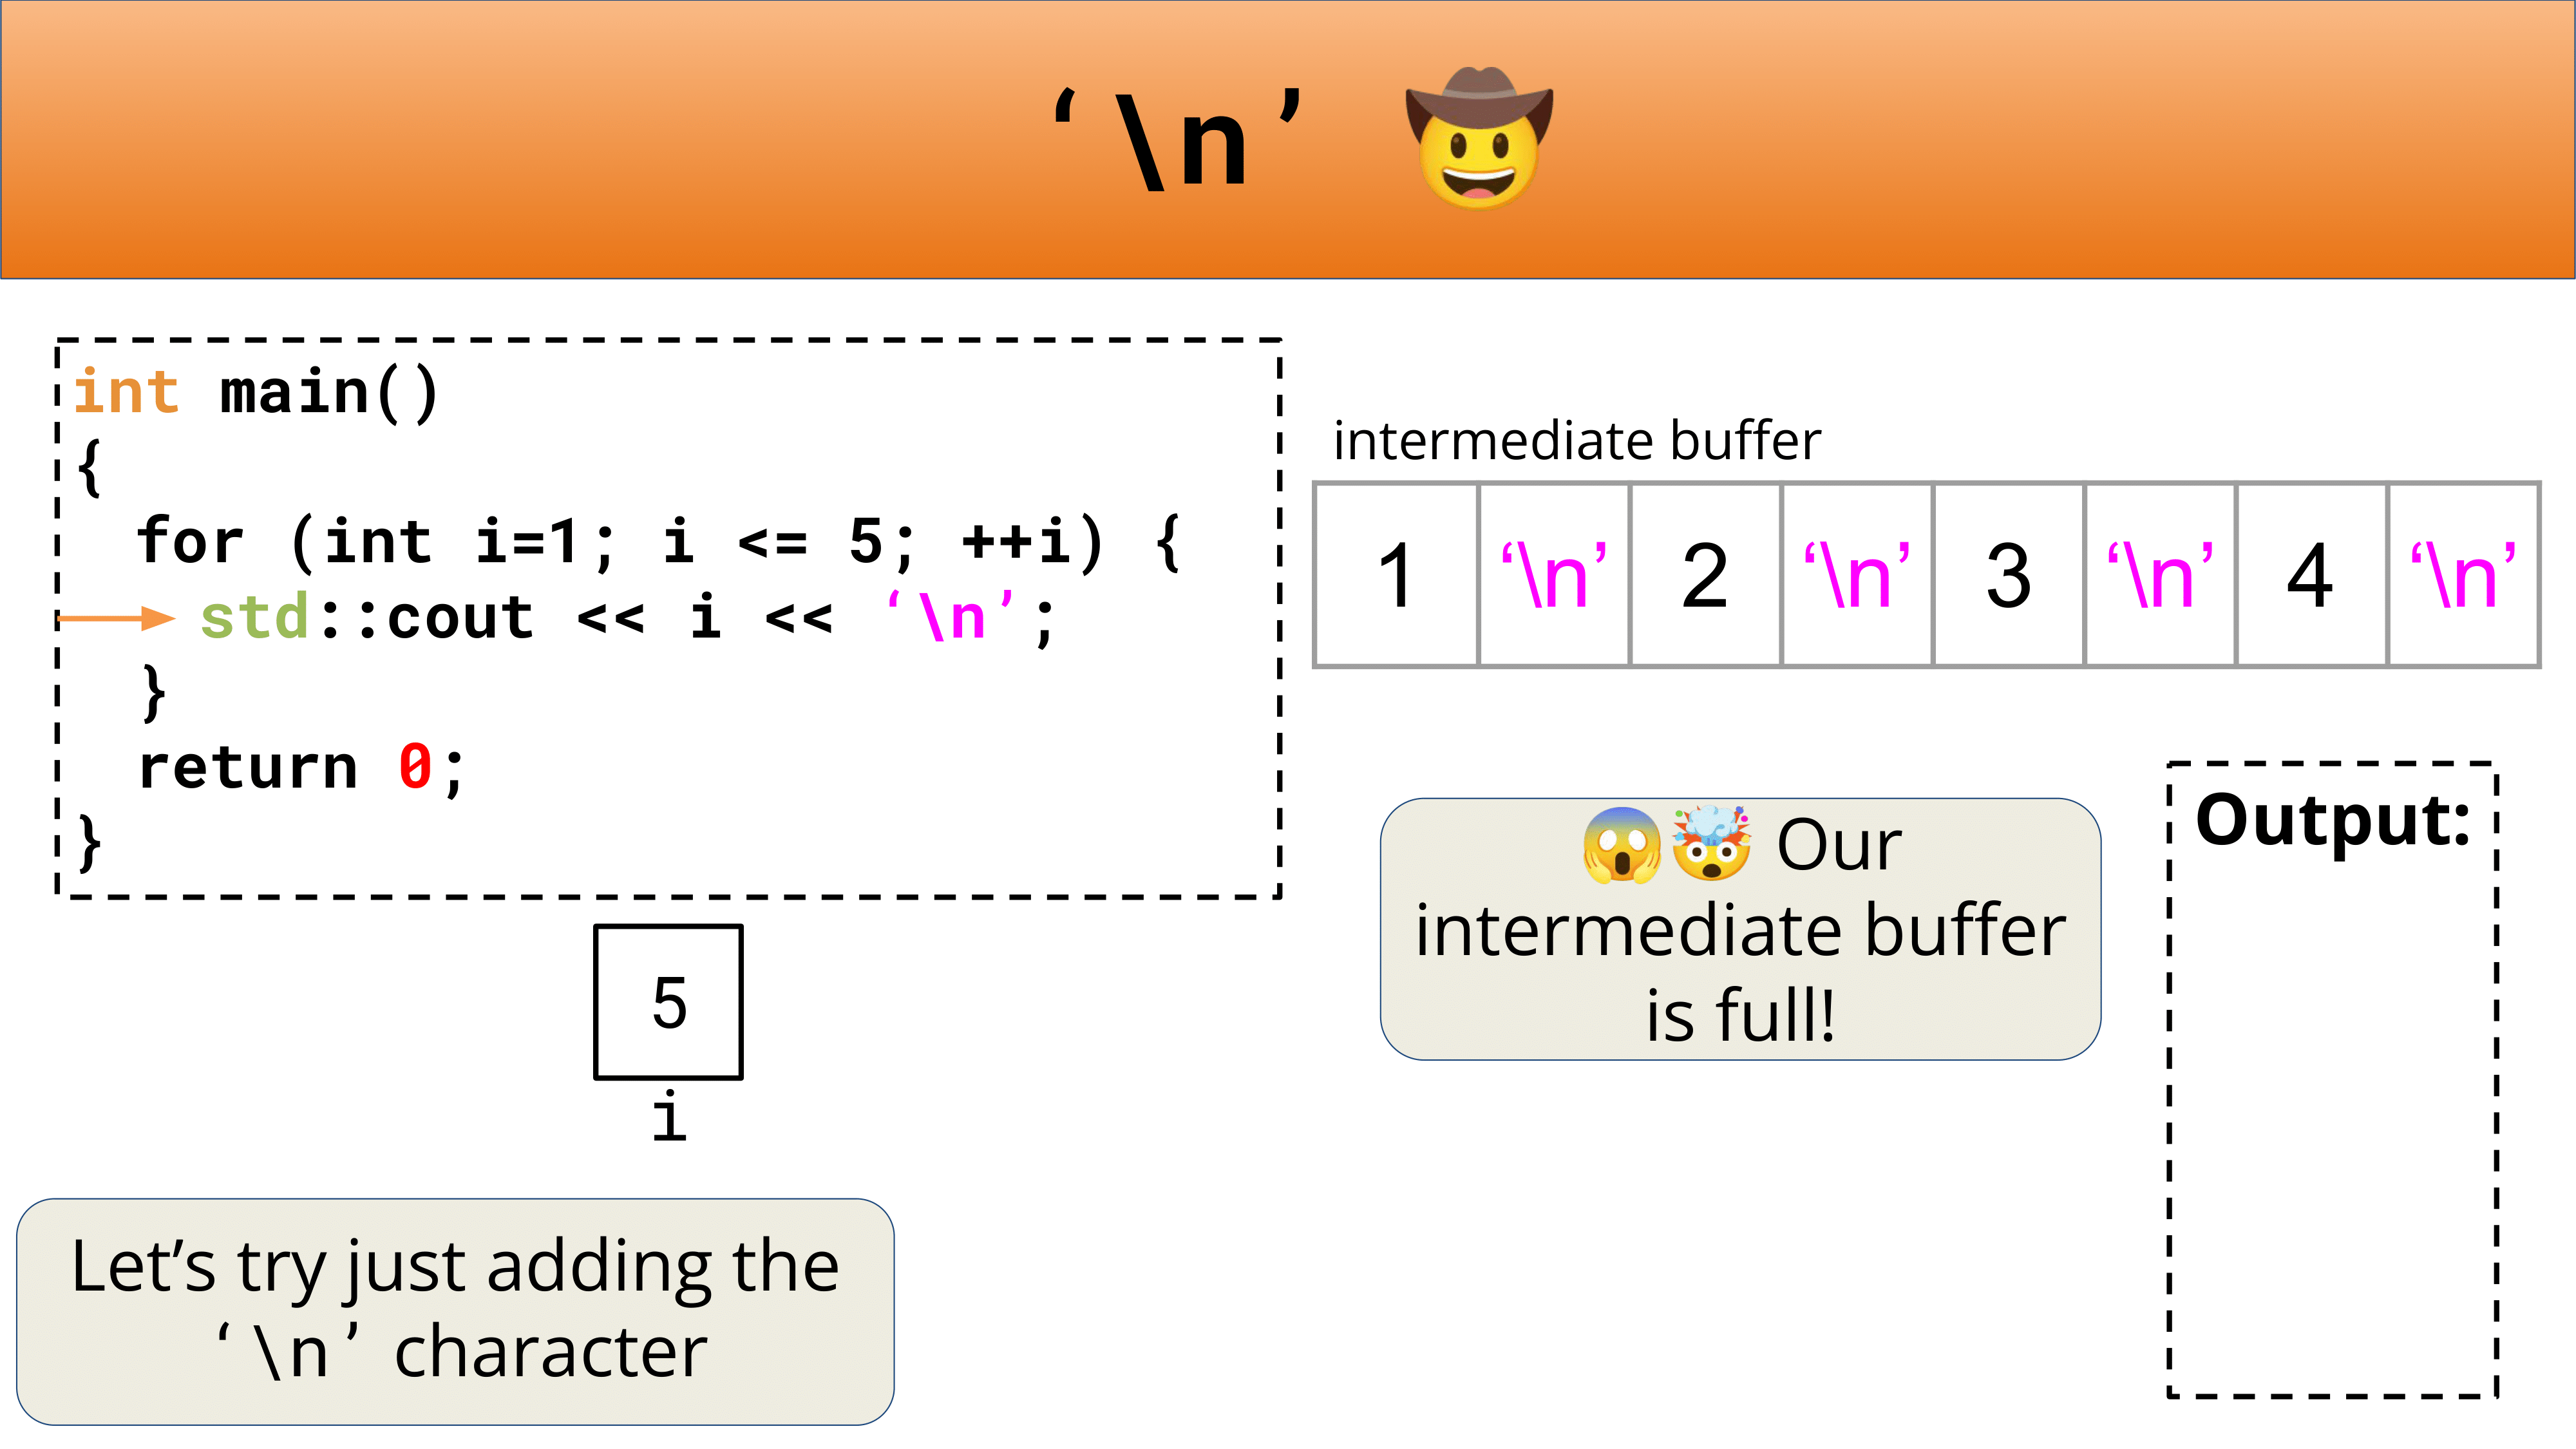 ‘\n’ 🤠
int main()
{
  for (int i=1; i <= 5; ++i) {
    std::cout << i << ‘\n’;
  }
  return 0;
}
intermediate buffer
1 ‘\n’ 2 ‘\n’ 3 ‘\n’ 4 ‘\n’
😱🤯 Our
intermediate buffer
is full!
Output:
5
i
Let’s try just adding the
‘\n’ character